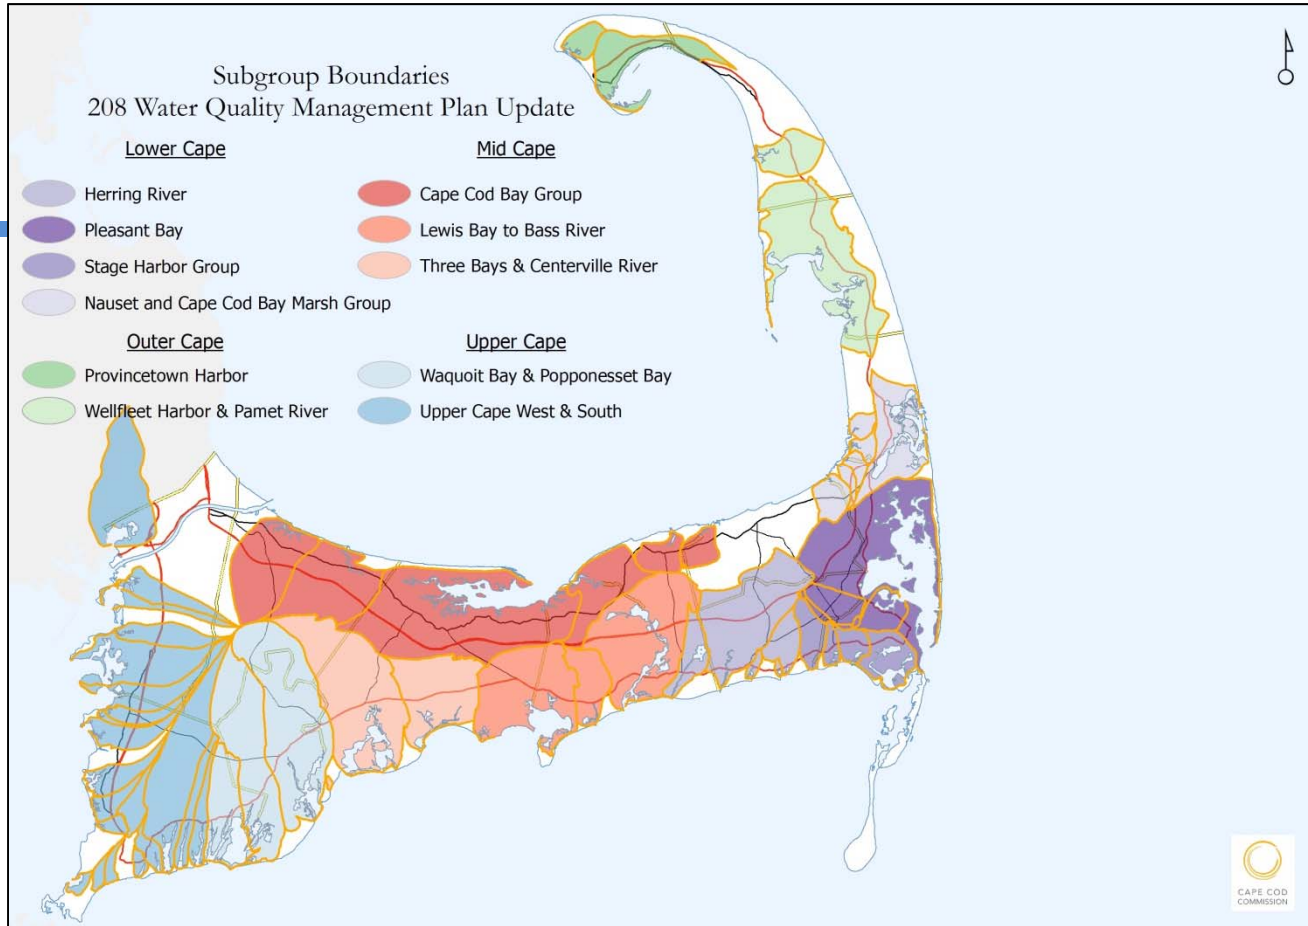 Subgroup Boundaries
208 Water Quality Management Plan Update
Lower Cape
Herring River
Pleasant Bay
Stage Harbor Group
Nauset and Cape Cod Bay Marsh Group
Mid Cape
Cape Cod Bay Group
Lewis Bay to Bass River
Three Bays & Centerville River
Outer Cape
Provincetown Harbor
Wellfleet Harbor & Pamet River
Upper Cape
Waquoit Bay & Popponesset Bay
Upper Cape West & South
CAPE COD
COMMISSION